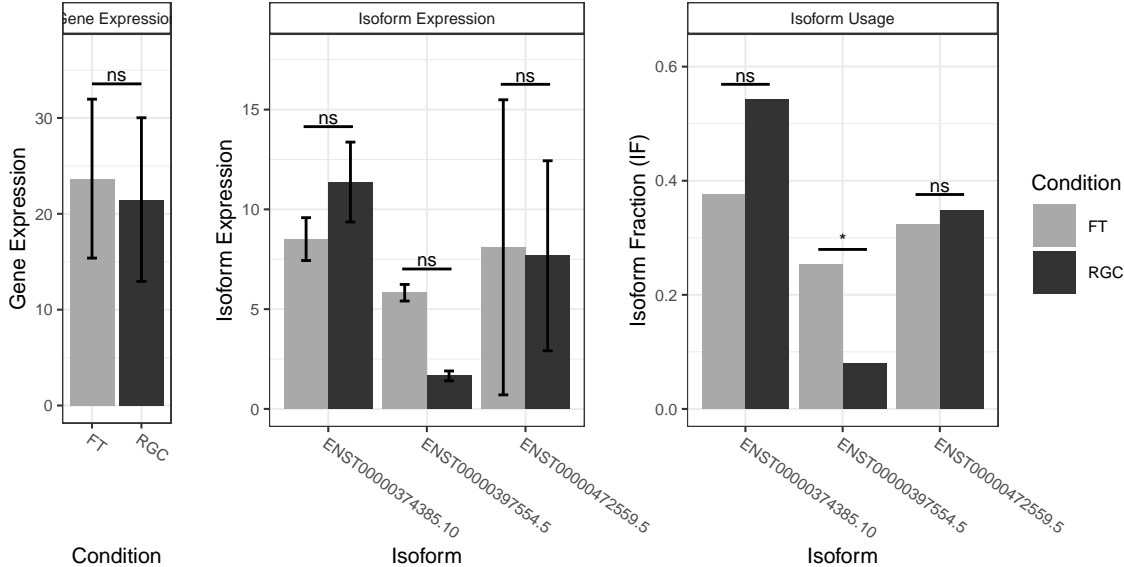 Gene Expression
Gene Expression
30
20
10
0
ns
FT
RGC
Condition
Isoform Expression
Isoform Expression
15
10
5
0
ns
ns
ns
ENST00000374385.10
ENST00000397554.5
ENST00000472559.5
Isoform
Isoform Usage
Isoform Fraction (IF)
0.6
0.4
0.2
0.0
ns
*
ns
ENST00000374385.10
ENST00000397554.5
ENST00000472559.5
Isoform
Condition
FT
RGC